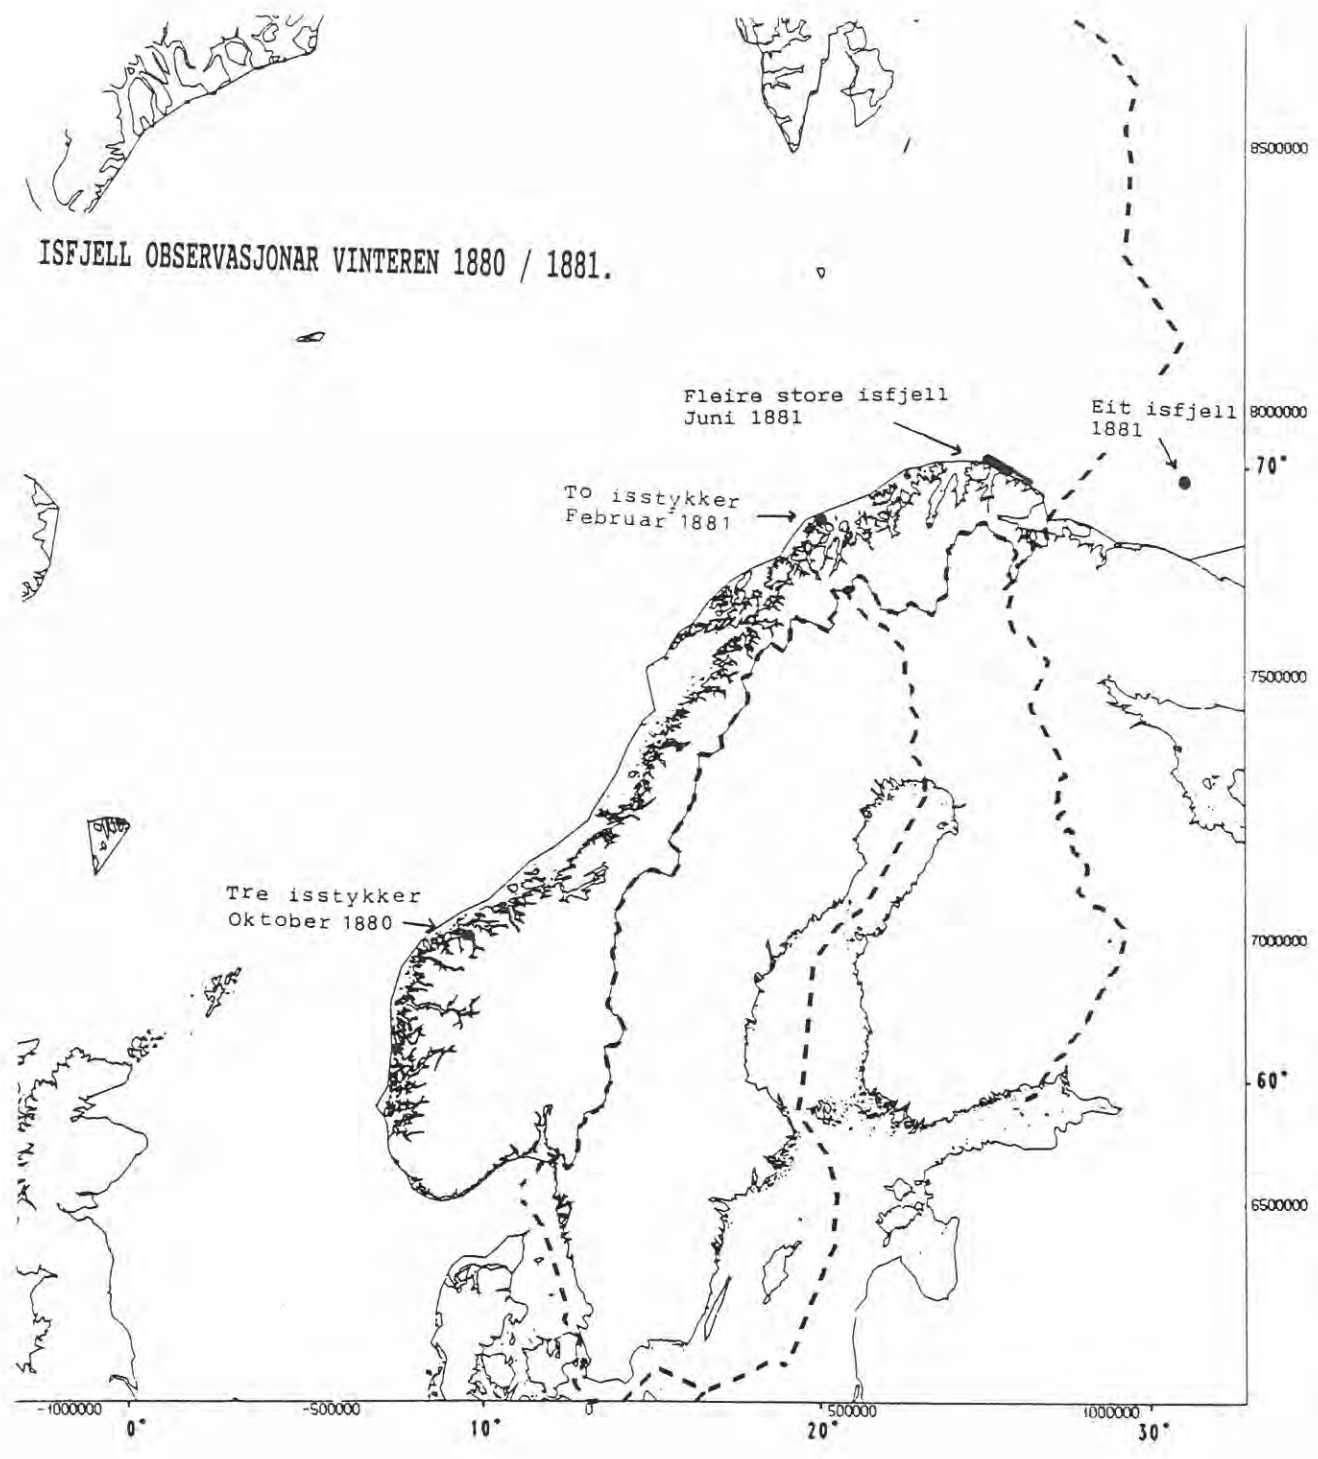 8500000
ISFJELL OBSERVASJONAR VINTEREN 1880 / 1881.
Fleire store isfjell
Juni 1881
Eit isfjell
1881
8000000
70°
To isstykker
Februar 1881
7500000
Tre isstykker
Oktober 1880
7000000
60°
6500000
-1000000
-500000
0
500000
1000000
0°
10°
20°
30°